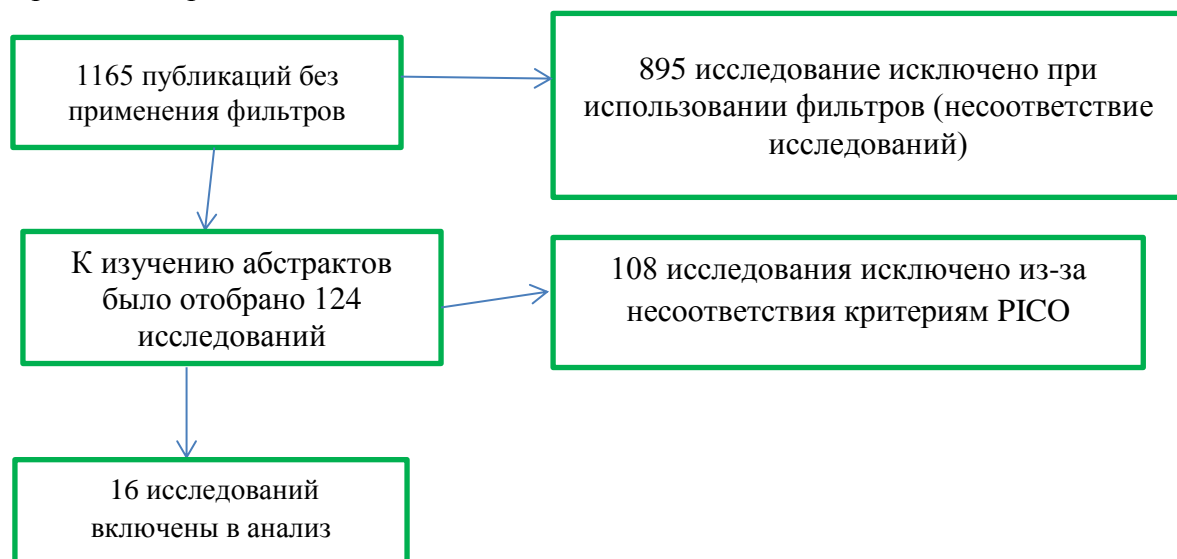 1165 публикаций без
применения фильтров
895 исследование исключено при
использовании фильтров (несоответствие
исследований)
К изучению абстрактов
было отобрано 124
исследований
108 исследования исключено из-за
несоответствия критериям PICO
16 исследований
включены в анализ